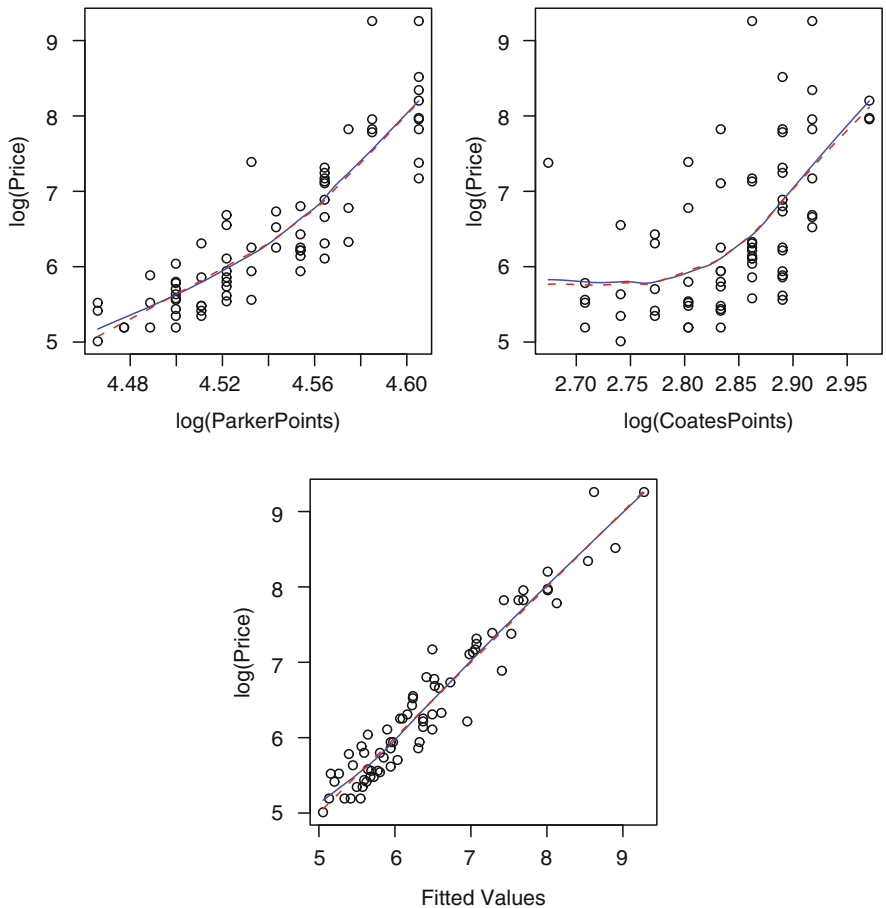 9
8
7
6
5
log(Price)
4.48 4.52 4.56 4.60
log(ParkerPoints)
9
8
7
6
5
log(Price)
2.70 2.75 2.80 2.85 2.90 2.95
log(CoatesPoints)
9
8
7
6
5
log(Price)
5 6 7 8 9
Fitted Values